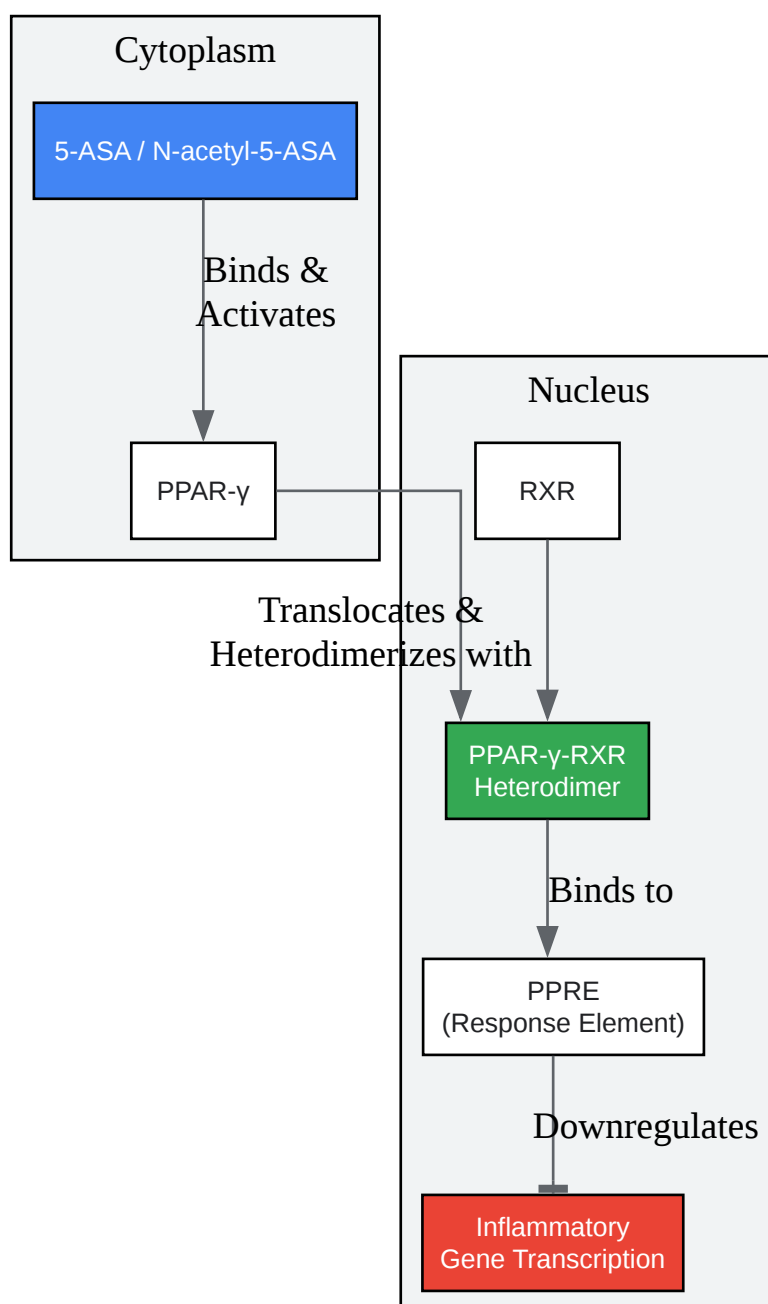 Cytoplasm
5-ASA / N-acetyl-5-ASA
Binds &
Activates
Nucleus
PPAR-γ
RXR
Translocates &
Heterodimerizes with
PPAR-γ-RXR
Heterodimer
Binds to
PPRE
(Response Element)
Downregulates
Inflammatory
Gene Transcription